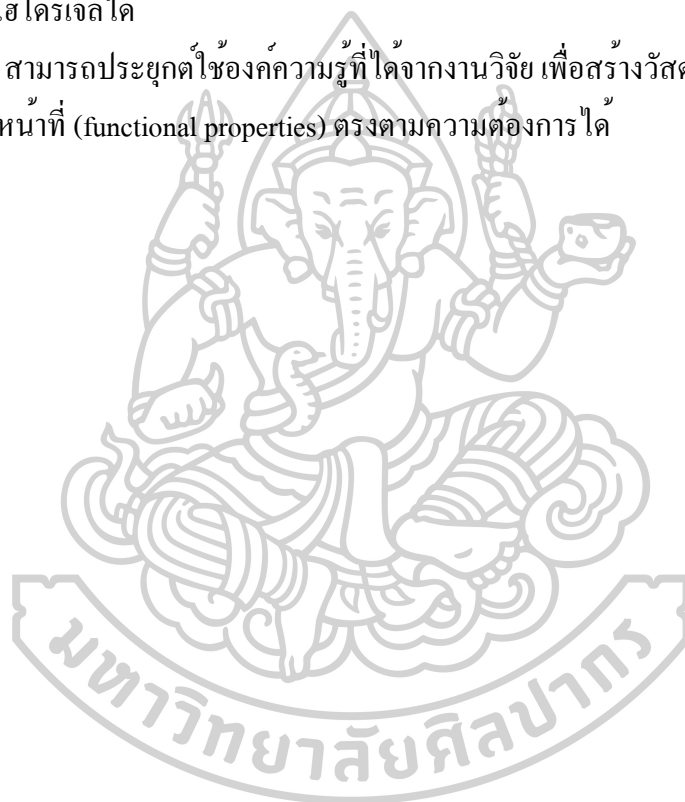 ไฮโดรเจลได้
สามารถประยุกต์ใช้องค์ความรู้ที่ได้จากงานวิจัย เพื่อสร้างวัสด
หน้าที่ (functional properties) ตรงตามความต้องการได้
มหาวิทยาลัยศิลปากร